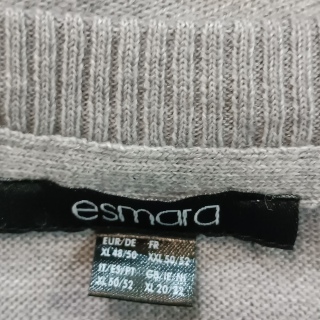 esmara
EUR/DE FR
XL 48/50 XXL 50/52
IT/ES/PT GB/IE/NI
XL 50/52 XL 20/22